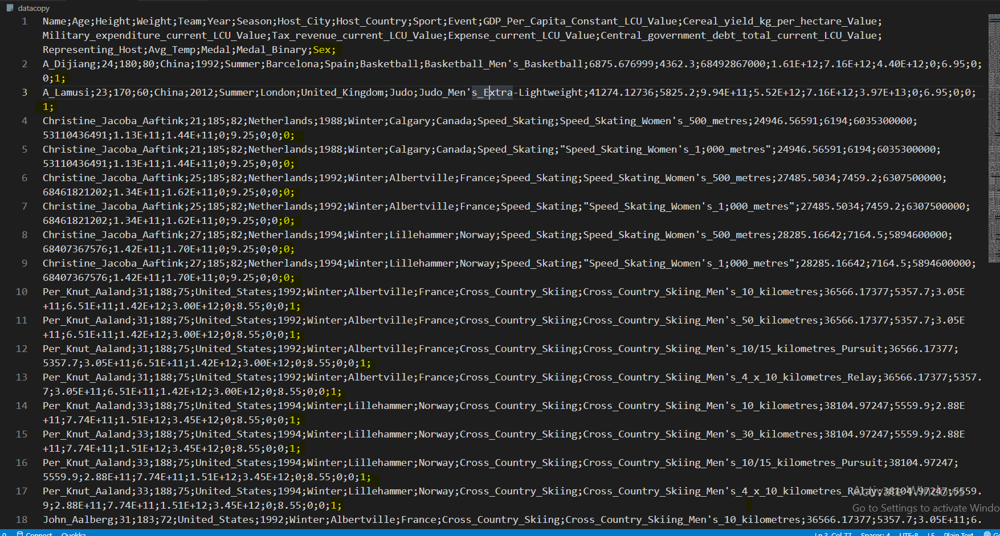 datacopy
1 Name;Age;Height;Weight;Team;Year;Season;Host_City;Host_Country;Sport;Event;GDP_Per_Capita_Constant_LCU_Value;Cereal_yield_kg_per_hectare_Value;
Military_expenditure_current_LCU_Value;Tax_revenue_current_LCU_Value;Expense_current_LCU_Value;Central_government_debt_total_current_LCU_Value;
Representing_Host;Avg_Temp;Medal;Medal_Binary;Sex;
2 A_Dijiang;24;180;80;China;1992;Summer;Barcelona;Spain;Basketball;Basketball_Men's_Basketball;6875.676999;4362.3;68492867000;1.61E+12;7.16E+12;4.40E+12;0;6.95;0;
0;1;
3 A_Lamusi;23;170;60;China;2012;Summer;London;United_Kingdom;Judo;Judo_Men's_Extra-Lightweight;41274.12736;5825.2;9.94E+11;5.52E+12;7.16E+12;3.97E+13;0;6.95;0;0;
1;
4 Christine_Jacoba_Aaftink;21;185;82;Netherlands;1988;Winter;Calgary;Canada;Speed_Skating;Speed_Skating_Women's_500_metres;24946.56591;6194;6035300000;
53110436491;1.13E+11;1.44E+11;0;9.25;0;0;0;
5 Christine_Jacoba_Aaftink;21;185;82;Netherlands;1988;Winter;Calgary;Canada;Speed_Skating;"Speed_Skating_Women's_1;000_metres";24946.56591;6194;6035300000;
53110436491;1.13E+11;1.44E+11;0;9.25;0;0;0;
6 Christine_Jacoba_Aaftink;25;185;82;Netherlands;1992;Winter;Albertville;France;Speed_Skating;Speed_Skating_Women's_500_metres;27485.5034;7459.2;6307500000;
68461821202;1.34E+11;1.62E+11;0;9.25;0;0;0;
7 Christine_Jacoba_Aaftink;25;185;82;Netherlands;1992;Winter;Albertville;France;Speed_Skating;"Speed_Skating_Women's_1;000_metres";27485.5034;7459.2;6307500000;
68461821202;1.34E+11;1.62E+11;0;9.25;0;0;0;
8 Christine_Jacoba_Aaftink;27;185;82;Netherlands;1994;Winter;Lillehammer;Norway;Speed_Skating;Speed_Skating_Women's_500_metres;28285.16642;7164.5;5894600000;
68407367576;1.42E+11;1.70E+11;0;9.25;0;0;0;
9 Christine_Jacoba_Aaftink;27;185;82;Netherlands;1994;Winter;Lillehammer;Norway;Speed_Skating;"Speed_Skating_Women's_1;000_metres";28285.16642;7164.5;5894600000;
68407367576;1.42E+11;1.70E+11;0;9.25;0;0;0;
10 Per_Knut_Aaland;31;188;75;United_States;1992;Winter;Albertville;France;Cross_Country_Skiing;Cross_Country_Skiing_Men's_10_kilometres;36566.17377;5357.7;3.05E
+11;6.51E+11;1.42E+12;3.00E+12;0;8.55;0;0;1;
11 Per_Knut_Aaland;31;188;75;United_States;1992;Winter;Albertville;France;Cross_Country_Skiing;Cross_Country_Skiing_Men's_50_kilometres;36566.17377;5357.7;3.05E
+11;6.51E+11;1.42E+12;3.00E+12;0;8.55;0;0;1;
12 Per_Knut_Aaland;31;188;75;United_States;1992;Winter;Albertville;France;Cross_Country_Skiing;Cross_Country_Skiing_Men's_10/15_kilometres_Pursuit;36566.17377;
5357.7;3.05E+11;6.51E+11;1.42E+12;3.00E+12;0;8.55;0;0;1;
13 Per_Knut_Aaland;31;188;75;United_States;1992;Winter;Albertville;France;Cross_Country_Skiing;Cross_Country_Skiing_Men's_4_x_10_kilometres_Relay;36566.17377;5357.
7;3.05E+11;6.51E+11;1.42E+12;3.00E+12;0;8.55;0;0;1;
14 Per_Knut_Aaland;33;188;75;United_States;1994;Winter;Lillehammer;Norway;Cross_Country_Skiing;Cross_Country_Skiing_Men's_10_kilometres;38104.97247;5559.9;2.88E
+11;7.74E+11;1.51E+12;3.45E+12;0;8.55;0;0;1;
15 Per_Knut_Aaland;33;188;75;United_States;1994;Winter;Lillehammer;Norway;Cross_Country_Skiing;Cross_Country_Skiing_Men's_30_kilometres;38104.97247;5559.9;2.88E
+11;7.74E+11;1.51E+12;3.45E+12;0;8.55;0;0;1;
16 Per_Knut_Aaland;33;188;75;United_States;1994;Winter;Lillehammer;Norway;Cross_Country_Skiing;Cross_Country_Skiing_Men's_10/15_kilometres_Pursuit;38104.97247;
5559.9;2.88E+11;7.74E+11;1.51E+12;3.45E+12;0;8.55;0;0;1;
17 Per_Knut_Aaland;33;188;75;United_States;1994;Winter;Lillehammer;Norway;Cross_Country_Skiing;Cross_Country_Skiing_Men's_4_x_10_kilometres_Relay;38104.97247;5559.
Activate Windows
9;2.88E+11;7.74E+11;1.51E+12;3.45E+12;0;8.55;0;0;1;
Go to Settings to activate Windo
18 John_Aalberg;31;183;72;United_States;1992;Winter;Albertville;France;Cross_Country_Skiing;Cross_Country_Skiing_Men's_10_kilometres;36566.17377;5357.7;3.05E+11;6.
0 Connect Quokka Ln 3, Col 77 Spaces: 4 UTF-8 LF Plain Text Go